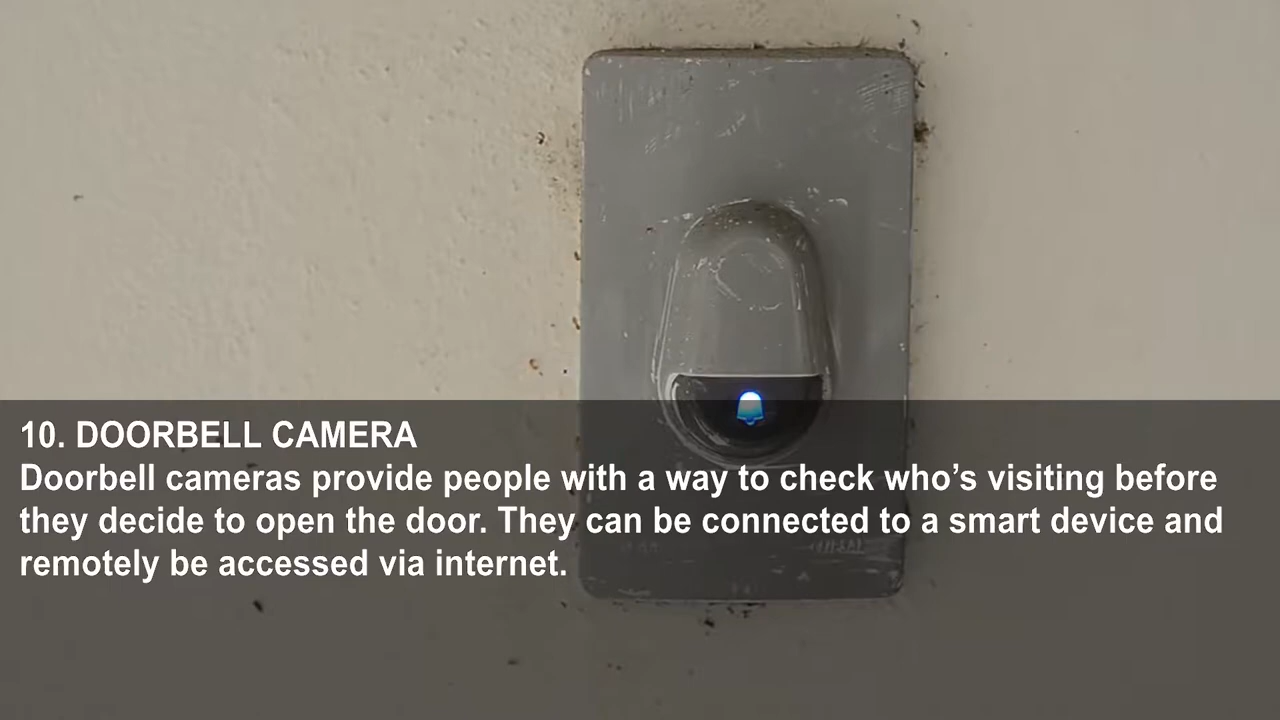 10. DOORBELL CAMERA
Doorbell cameras provide people with a way to check who’s visiting before
they decide to open the door. They can be connected to a smart device and
remotely be accessed via internet.